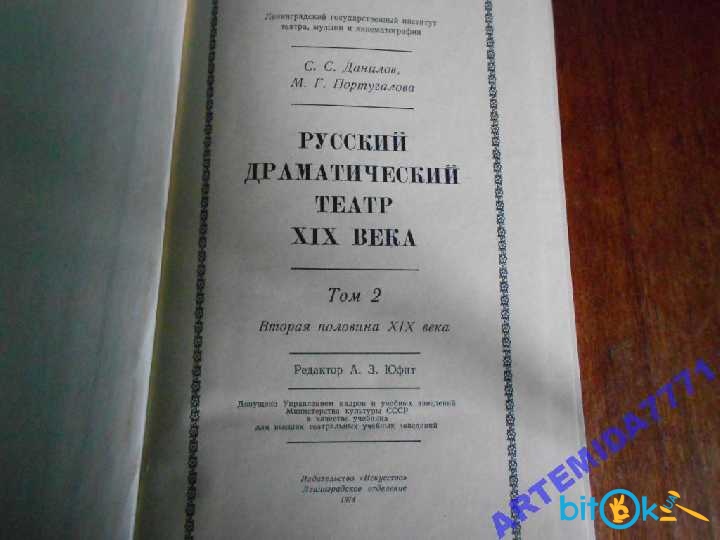 Ленинградский государственный институт
театра, музыки и кинематографии
С. С. Данилов,
М. Г. Португалова
РУССКИЙ
ДРАМАТИЧЕСКИЙ
ТЕАТР
XIX ВЕКА
Том 2
Вторая половина XIX века
Редактор А. З. Юфит
Допущено Управлением кадров и учебных заведений
Министерства культуры СССР
в качестве учебника
для высших театральных учебных заведений
Издательство «Искусство»
Ленинградское отделение
1974
ARTEMIDA7771
bitok